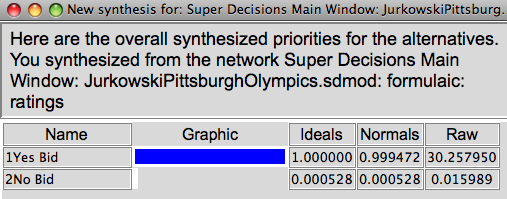 New synthesis for: Super Decisions Main Window: JurkowskiPittsburg.
Here are the overall synthesized priorities for the alternatives.
You synthesized from the network Super Decisions Main
Window: JurkowskiPittsburghOlympics.sdmod: formulaic:
ratings
Name Graphic Ideals Normals Raw
1Yes Bid 1.000000 0.999472 30.257950
2No Bid 0.000528 0.000528 0.015989